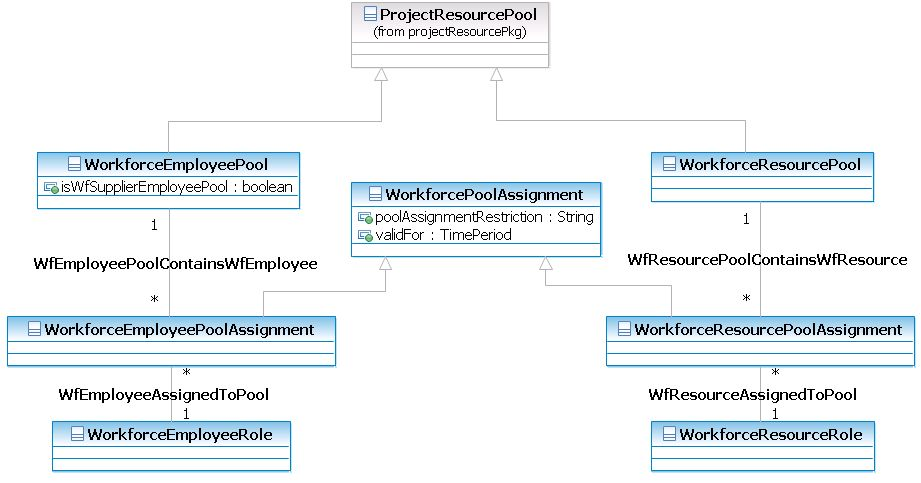 ProjectResourcePool
(from projectResourcePkg)
WorkforceEmployeePool
isWfSupplierEmployeePool : boolean
WorkforceResourcePool
WorkforcePoolAssignment
poolAssignmentRestriction : String
validFor : TimePeriod
1
1
WfEmployeePoolContainsWfEmployee
WfResourcePoolContainsWfResource
*
*
WorkforceEmployeePoolAssignment
WorkforceResourcePoolAssignment
*
*
WfEmployeeAssignedToPool
WfResourceAssignedToPool
1
1
WorkforceEmployeeRole
WorkforceResourceRole